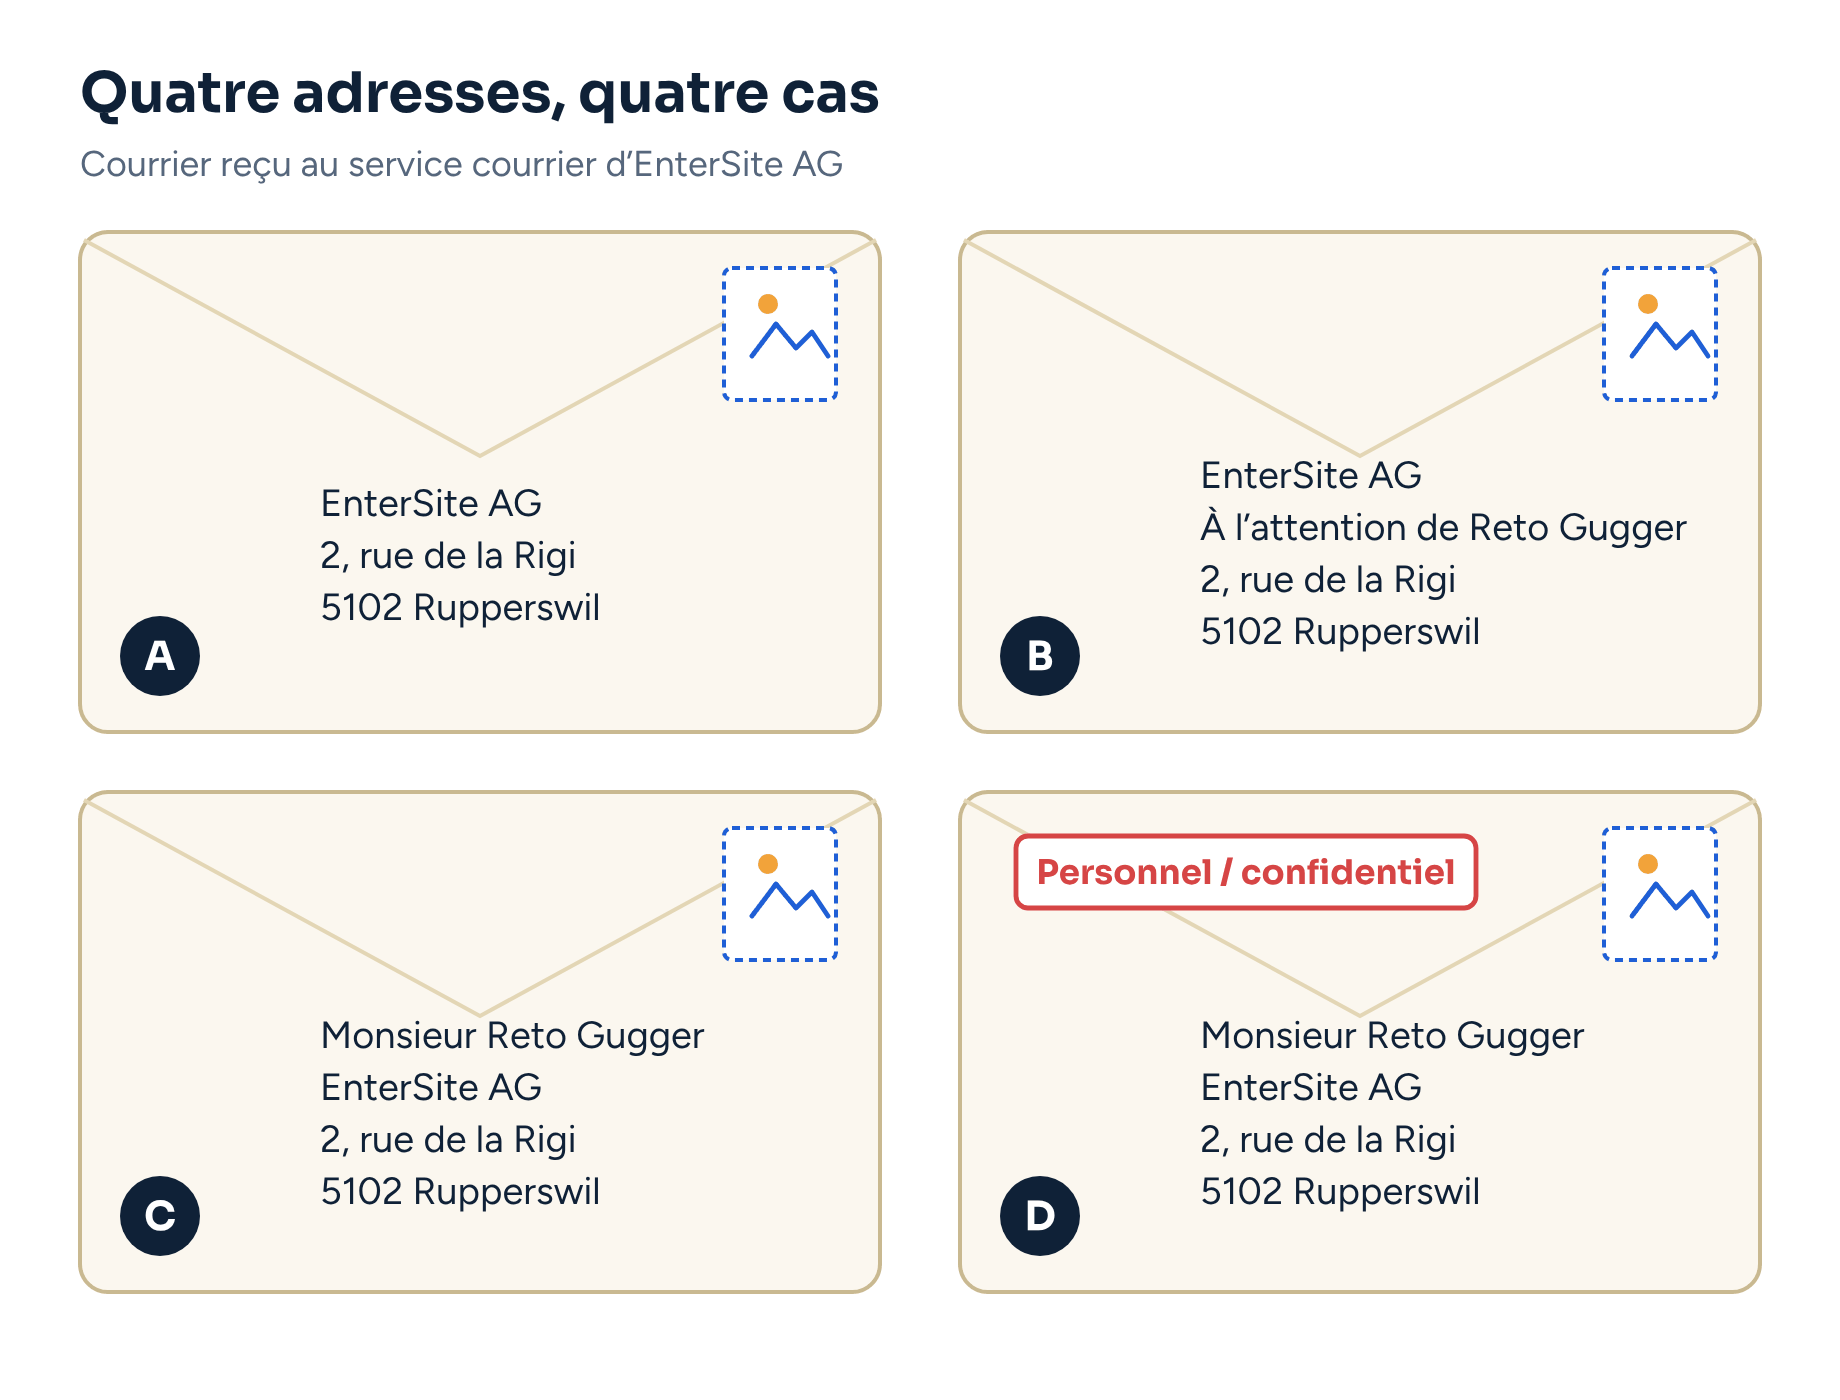 Quatre adresses, quatre cas
Courrier reçu au service courrier d’EnterSite AG
EnterSite AG
2, rue de la Rigi
5102 Rupperswil
A
EnterSite AG
À l’attention de Reto Gugger
2, rue de la Rigi
5102 Rupperswil
B
Monsieur Reto Gugger
EnterSite AG
2, rue de la Rigi
5102 Rupperswil
C
Personnel / confidentiel
Monsieur Reto Gugger
EnterSite AG
2, rue de la Rigi
5102 Rupperswil
D